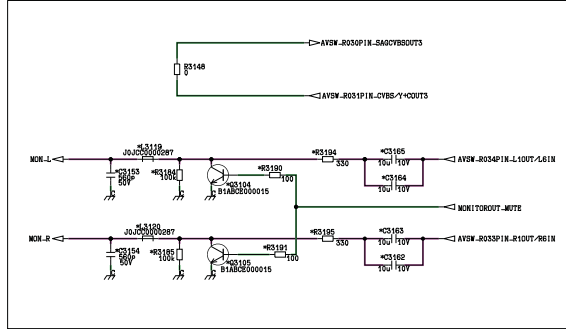 AVSW-R030PIN-SAGCVBSOUT3
R3148
0
AVSW-R031PIN-CVBS/Y+COUT3
*L3119
J0JCC0000287
MON-L
*C3153
560p
50V
*R3184
100k
*Q3104
B1ABCE000015
*R3190
100
*R3194
330
*C3165
10u 10V
*C3164
10u 10V
AVSW-R034PIN-L1OUT/L6IN
MONITOROUT-MUTE
*L3120
J0JCC0000287
MON-R
*C3154
560p
50V
*R3185
100k
*Q3105
B1ABCE000015
*R3191
100
*R3195
330
*C3163
10u 10V
*C3162
10u 10V
AVSW-R033PIN-R1OUT/R6IN